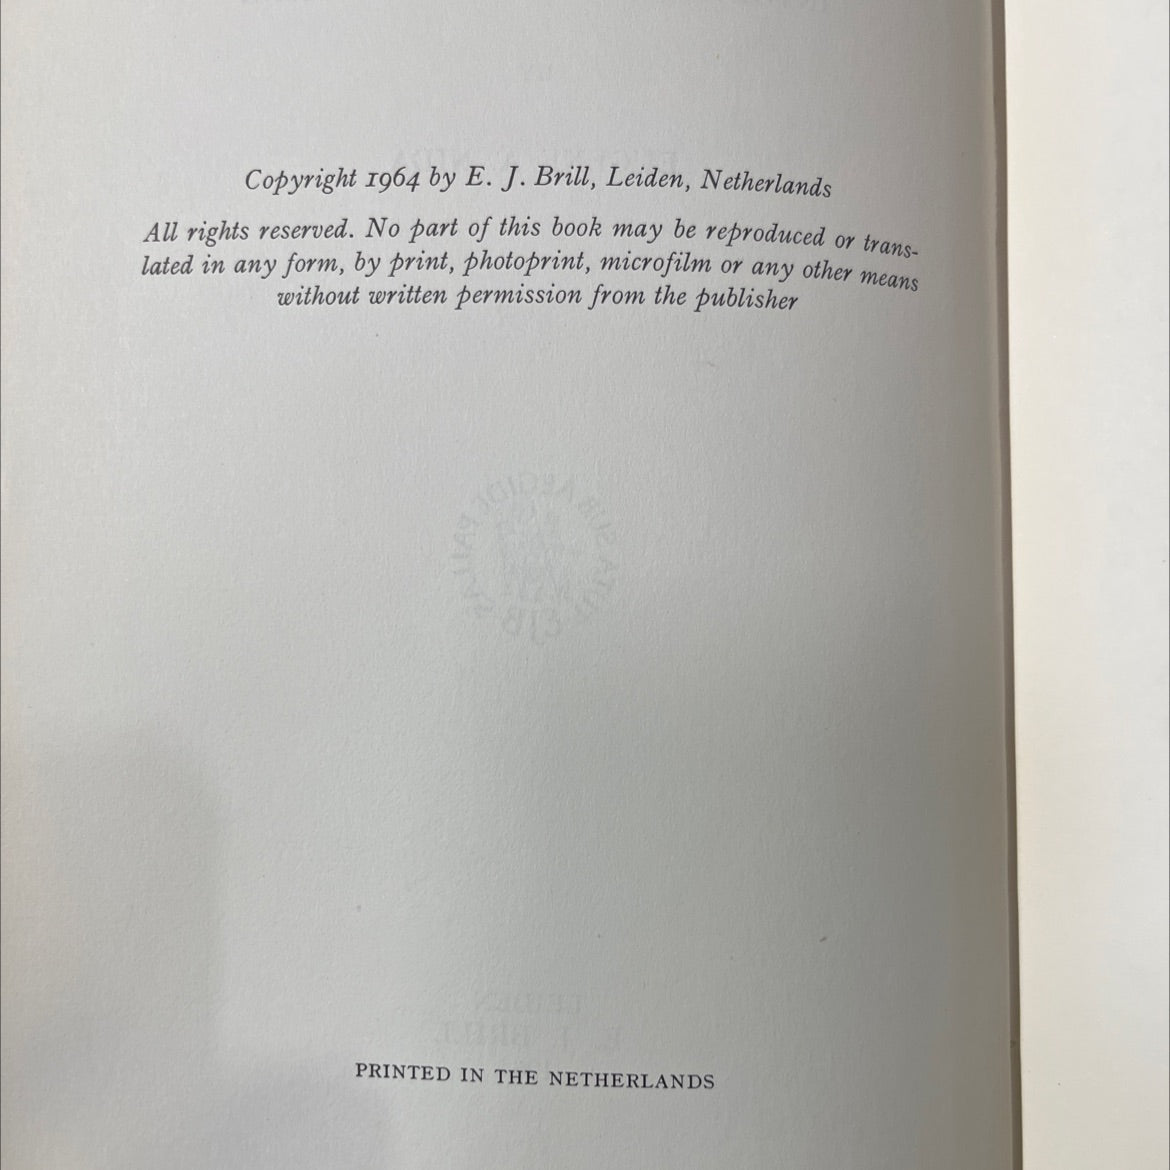 Copyright 1964 by E. J. Brill, Leiden, Netherlands
All rights reserved. No part of this book may be reproduced or trans-
lated in any form, by print, photoprint, microfilm or any other means
without written permission from the publisher
PRINTED IN THE NETHERLANDS